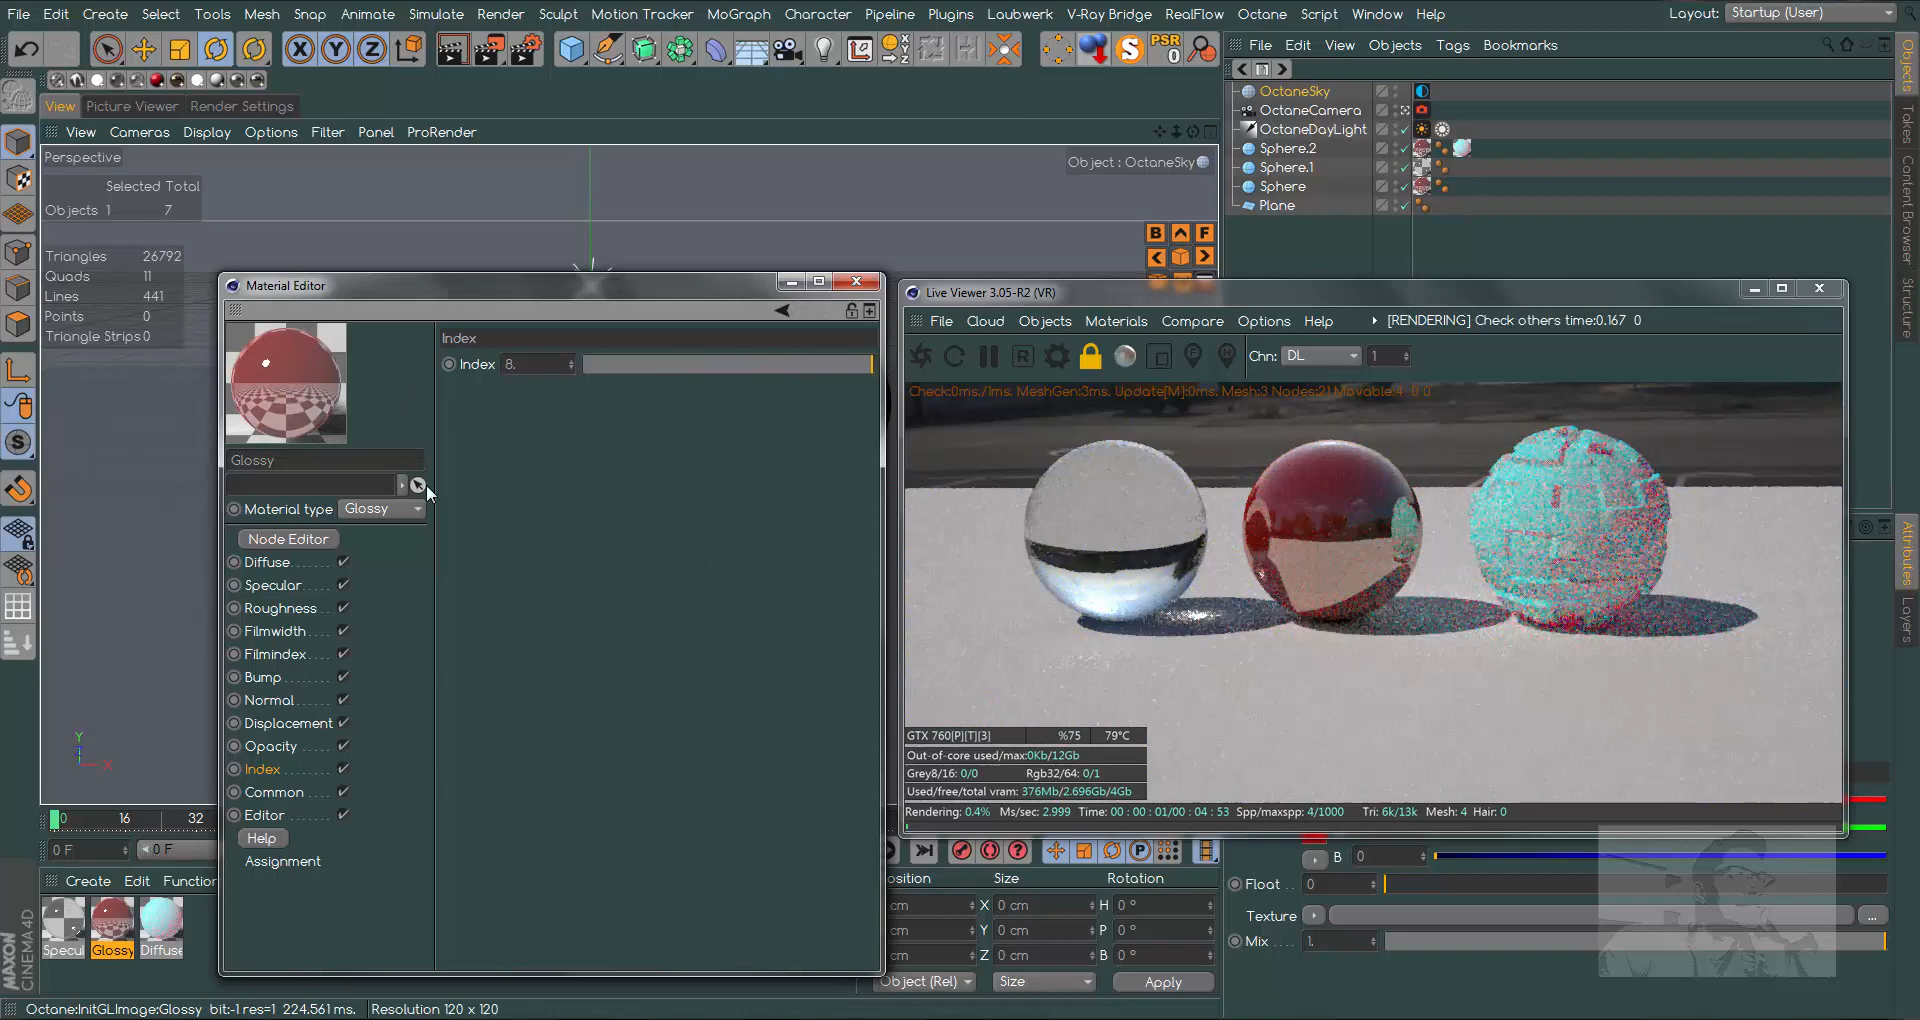 File Edit Create Select Tools Mesh Snap Animate Simulate Render Sculpt Motion Tracker MoGraph Character Pipeline Plugins Laubwerk V-Ray Bridge RealFlow Octane Script Window Help
Layout: Startup (User)
X Y Z
S PSR 0
File Edit View Objects Tags Bookmarks
View Picture Viewer Render Settings
View Cameras Display Options Filter Panel ProRender
OctaneSky
OctaneCamera
OctaneDayLight
Sphere.2
Sphere.1
Sphere
Plane
Objects
Takes
Content Browser
Structure
Attributes
Layers
Perspective
Object : OctaneSky
Selected Total
Objects 1 7
Triangles 26792
Quads 11
Lines 441
Points 0
Triangle Strips 0
B F
Y
X
Material Editor
Index
Index 8.
Glossy
Material type Glossy
Node Editor
Diffuse
Specular
Roughness
Filmwidth
Filmindex
Bump
Normal
Displacement
Opacity
Index
Common
Editor
Help
Assignment
Live Viewer 3.05-R2 (VR)
File Cloud Objects Materials Compare Options Help [RENDERING] Check others time:0.167 0
R Chn: DL 1
Check:0ms./1ms. MeshGen:3ms. Update[M]:0ms. Mesh:3 Nodes:21 Movable:4 0 0
GTX 760[P][T][3] %75 79°C
Out-of-core used/max:0Kb/12Gb
Grey8/16: 0/0 Rgb32/64: 0/1
Used/free/total vram: 376Mb/2.696Gb/4Gb
Rendering: 0.4% Ms/sec: 2.999 Time: 00 : 00 : 01/00 : 04 : 53 Spp/maxspp: 4/1000 Tri: 6k/13k Mesh: 4 Hair: 0
0 16 32
0 F 0 F
Create Edit Function
Specul Glossy Diffuse
MAXON CINEMA4D
P
osition Size Rotation
cm X 0 cm H 0 °
cm Y 0 cm P 0 °
cm Z 0 cm B 0 °
Object (Rel) Size Apply
B 0
Float 0
Texture ...
Mix 1.
Octane:InitGLImage:Glossy bit:-1 res=1 224.561 ms. Resolution 120 x 120